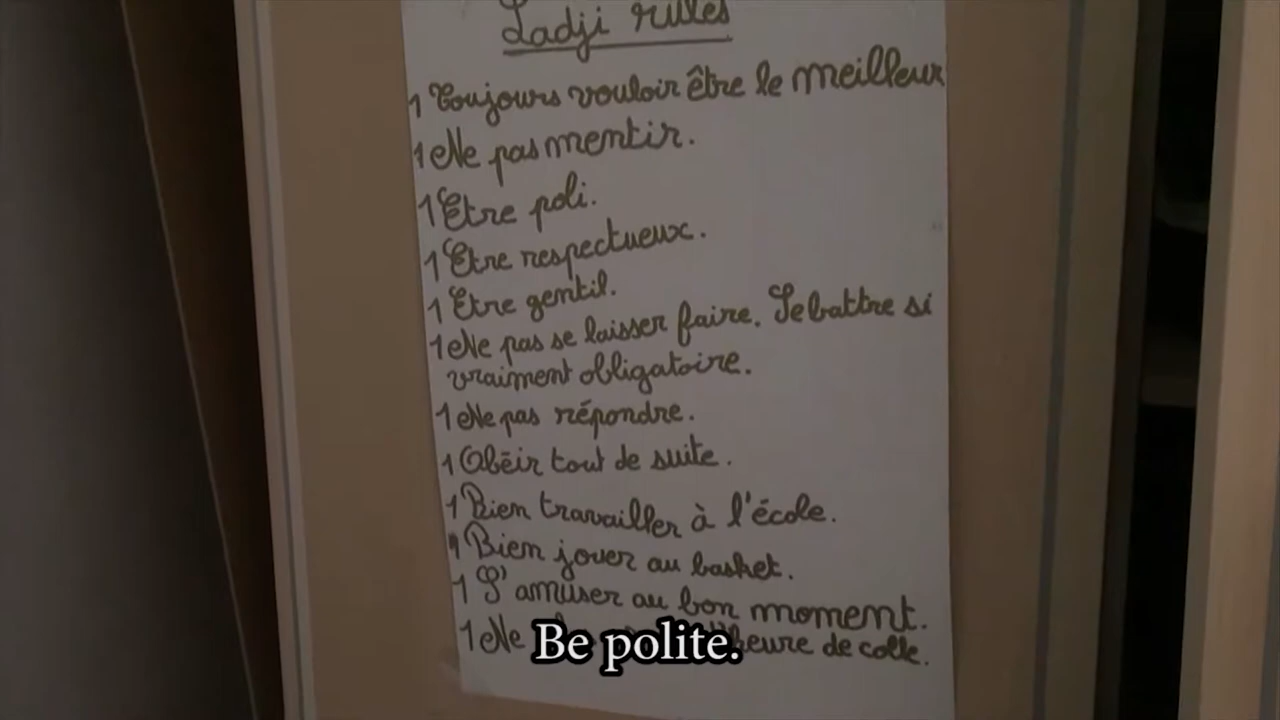 Ladji rules
1 Toujours vouloir être le meilleur
1 Ne pas mentir.
1 Etre poli.
1 Etre respectueux.
1 Etre gentil.
1 Ne pas se laisser faire. Se battre si
vraiment obligatoire.
1 Ne pas répondre.
1 Obéir tout de suite.
1 Bien travailler à l'école.
1 Bien jouer au basket.
1 S'amuser au bon moment.
1 Ne heure de colle.
Be polite.